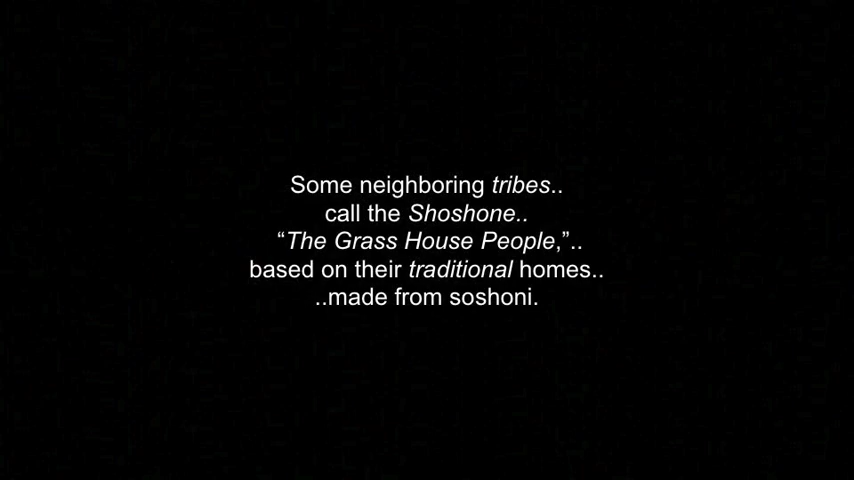 Some neighboring tribes..
call the Shoshone..
“The Grass House People,”..
based on their traditional homes..
..made from soshoni.